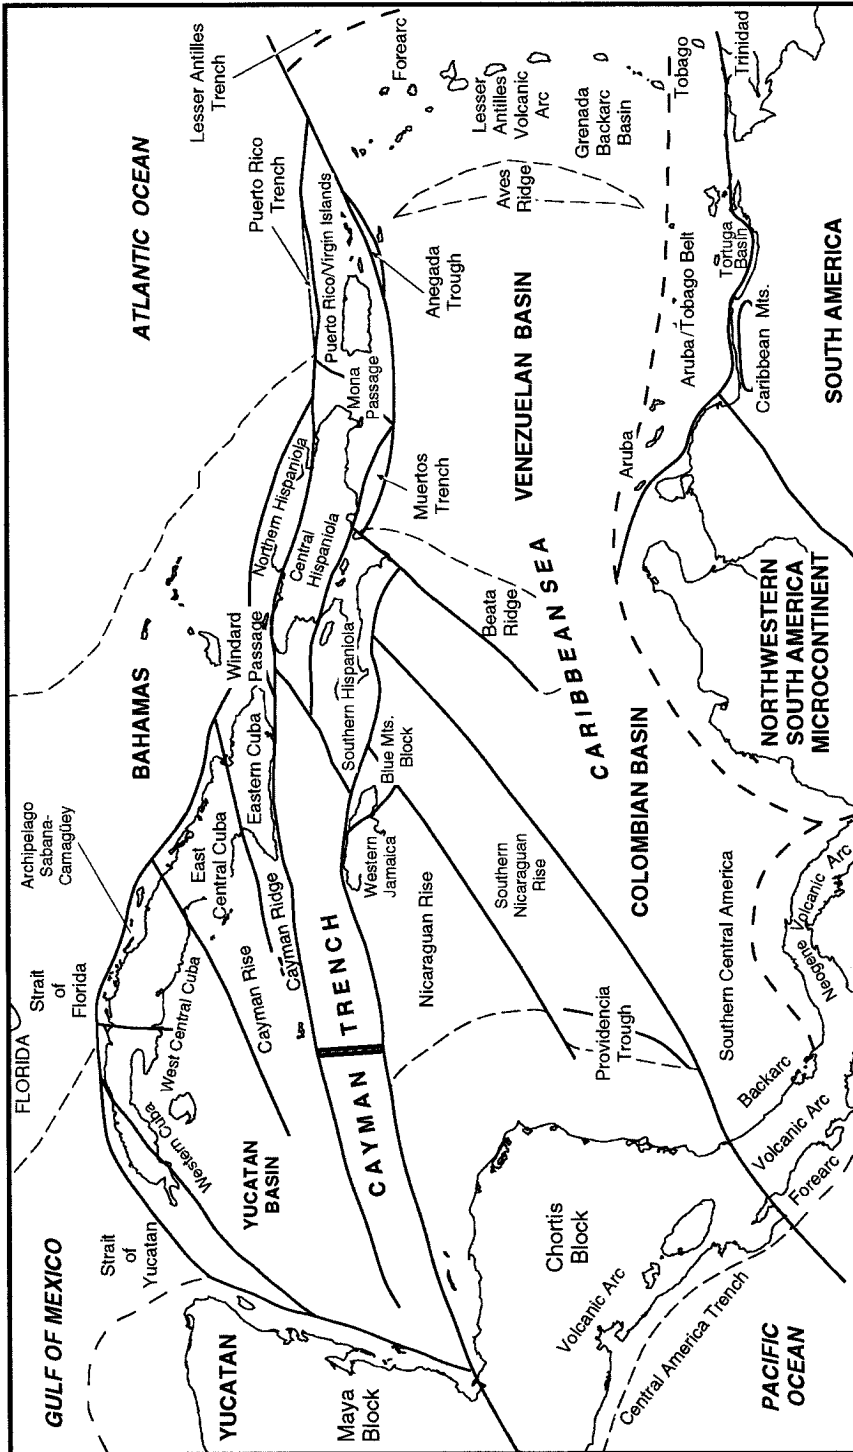 GULF OF MEXICO
FLORIDA
Strait
of
Florida
Archipelago
Sabana-
Camagüey
BAHAMAS
ATLANTIC OCEAN
Lesser Antilles
Trench
Puerto Rico
Trench
Strait
of
Yucatan
YUCATAN
Maya
Block
YUCATAN
BASIN
Western Cuba
West Central Cuba
East
Central Cuba
Eastern Cuba
Windard
Passage
Northern Hispaniola
Central
Hispaniola
Southern Hispaniola
Mona
Passage
Puerto Rico/Virgin Islands
Forearc
Cayman Rise
Cayman Ridge
CAYMAN TRENCH
Western
Jamaica
Blue Mts.
Block
Muertos
Trench
Anegada
Trough
Aves
Ridge
Lesser
Antilles
Volcanic
Arc
Grenada
Backarc
Basin
Nicaraguan Rise
Southern
Nicaraguan
Rise
Beata
Ridge
VENEZUELAN BASIN
CARIBBEAN SEA
COLOMBIAN BASIN
Providencia
Trough
Chortis
Block
Volcanic Arc
Central America Trench
PACIFIC
OCEAN
Forearc
Volcanic Arc
Backarc
Southern Central America
Neogene Volcanic Arc
NORTHWESTERN
SOUTH AMERICA
MICROCONTINENT
Aruba
Aruba/Tobago Belt
Tobago
Trinidad
Tortuga
Basin
Caribbean Mts.
SOUTH AMERICA